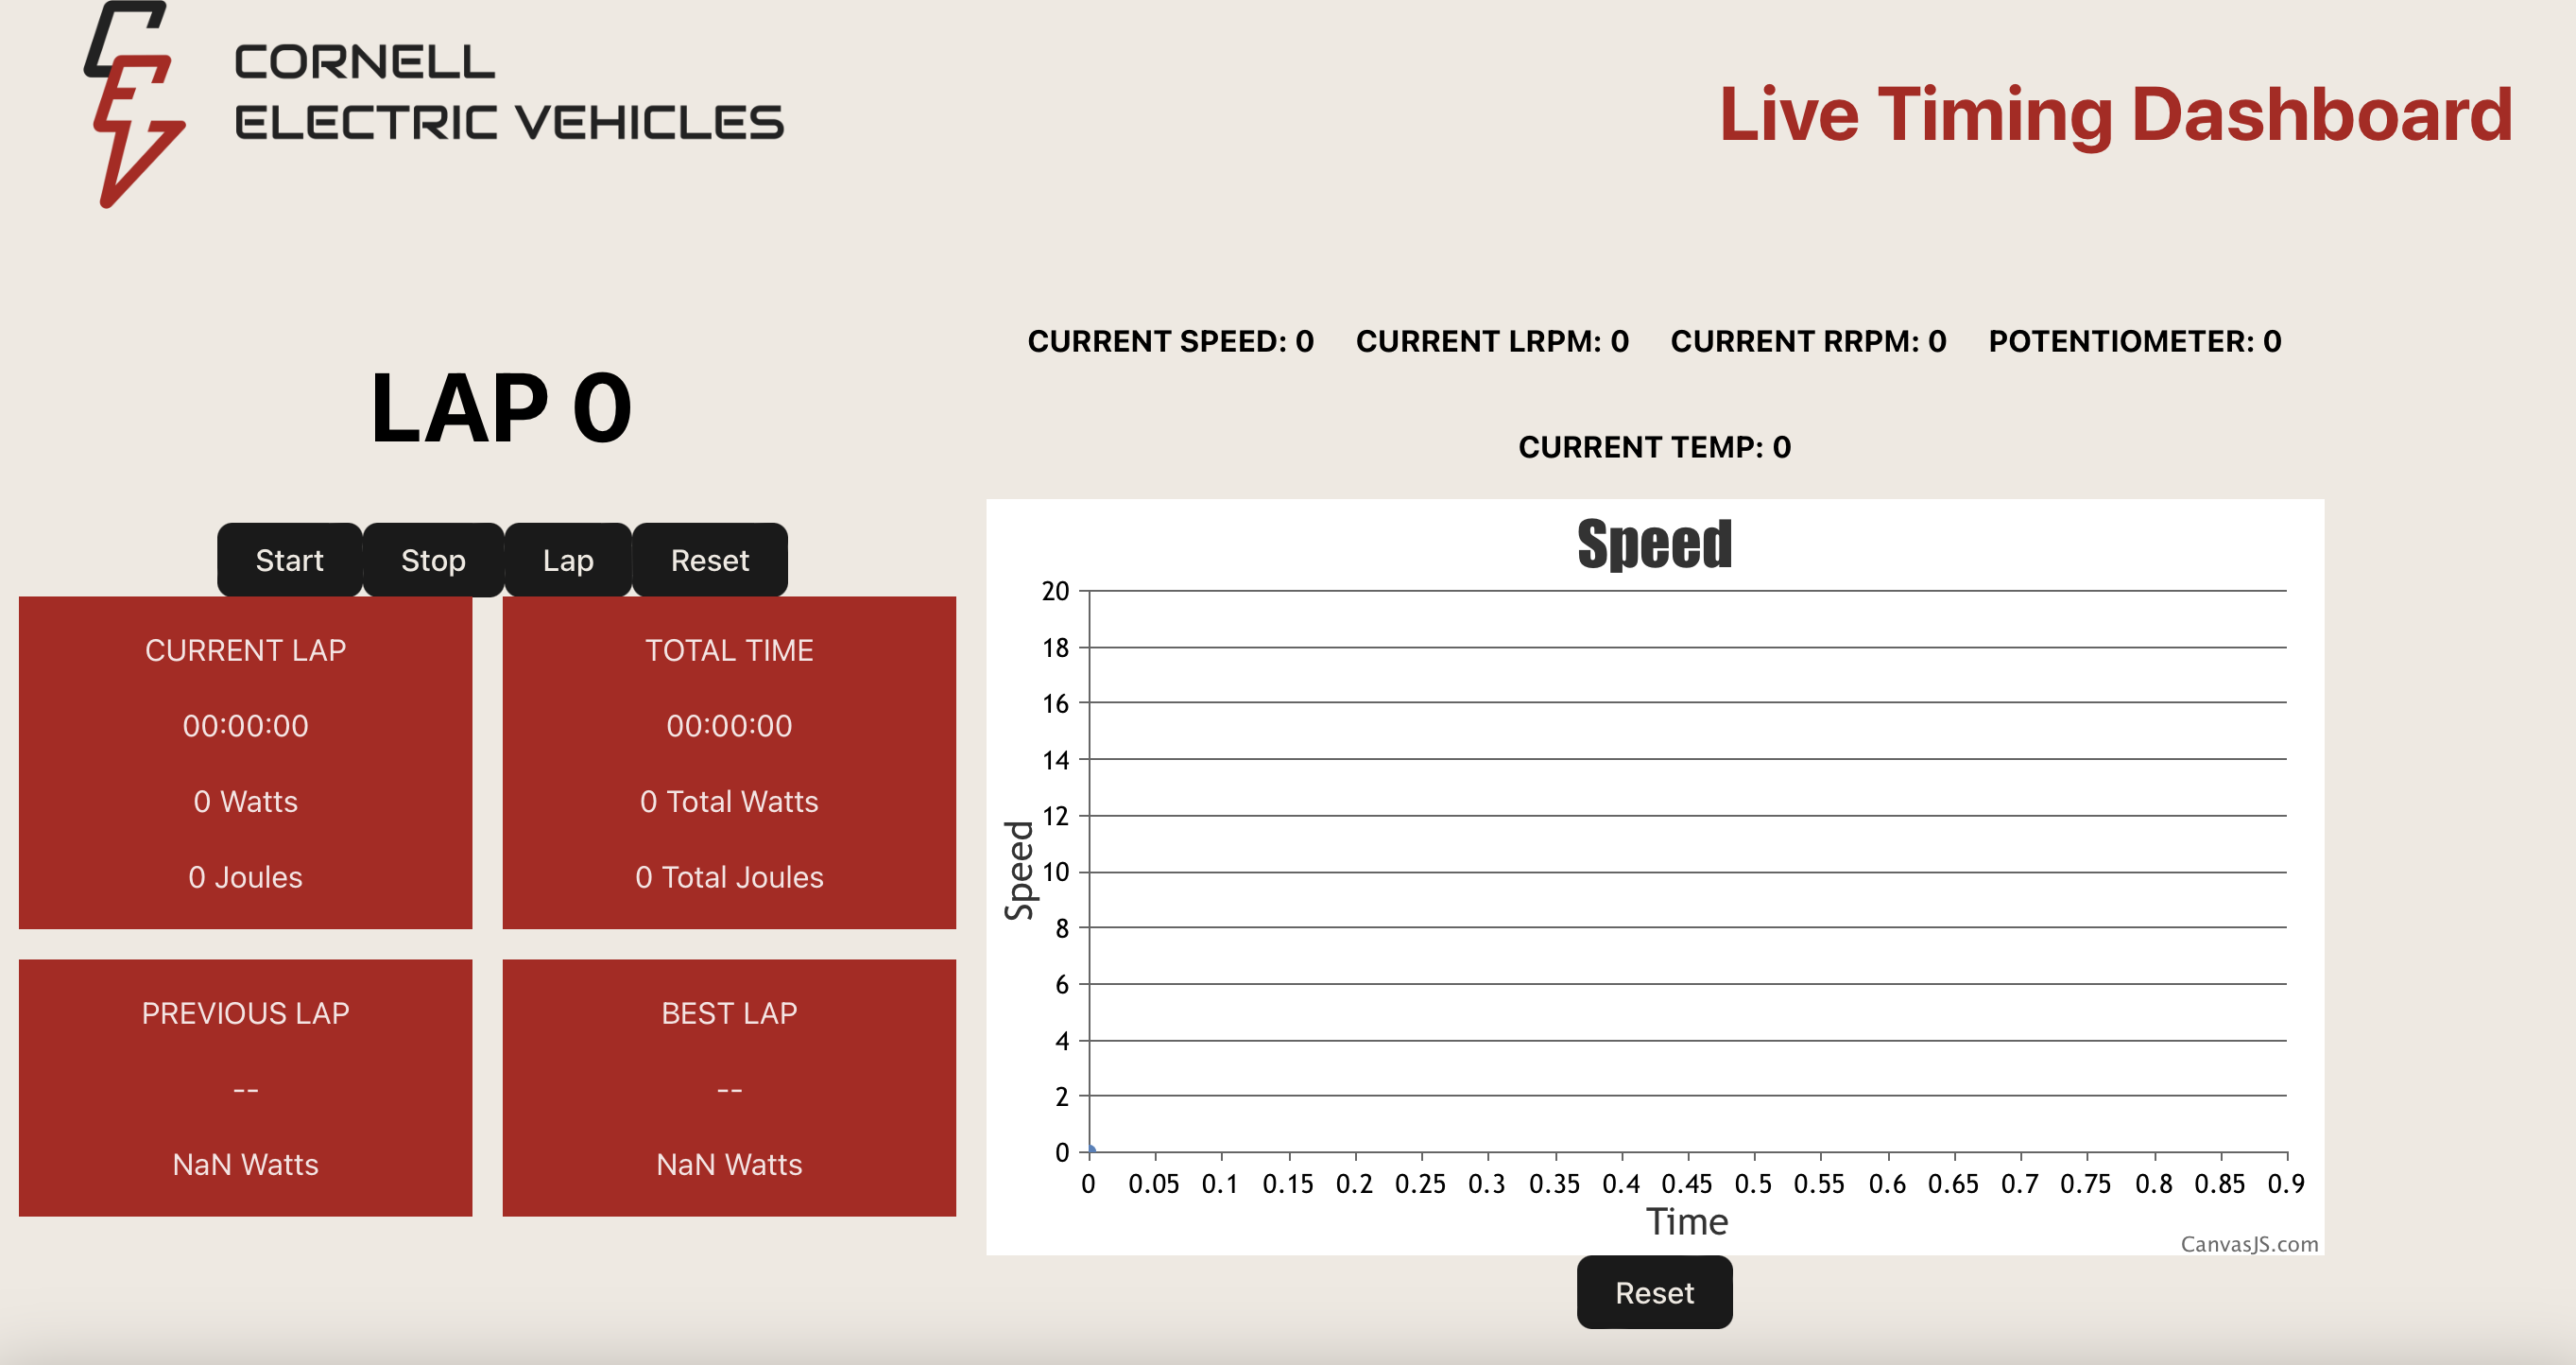 CEV
CORNELL
ELECTRIC VEHICLES
Live Timing Dashboard
LAP 0
Start Stop Lap Reset
CURRENT LAP
00:00:00
0 Watts
0 Joules
TOTAL TIME
00:00:00
0 Total Watts
0 Total Joules
PREVIOUS LAP
--
NaN Watts
BEST LAP
--
NaN Watts
CURRENT SPEED: 0 CURRENT LRPM: 0 CURRENT RRPM: 0 POTENTIOMETER: 0
CURRENT TEMP: 0
Speed
20
18
16
14
12
10
8
6
4
2
0
Speed
0 0.05 0.1 0.15 0.2 0.25 0.3 0.35 0.4 0.45 0.5 0.55 0.6 0.65 0.7 0.75 0.8 0.85 0.9
Time
CanvasJS.com
Reset